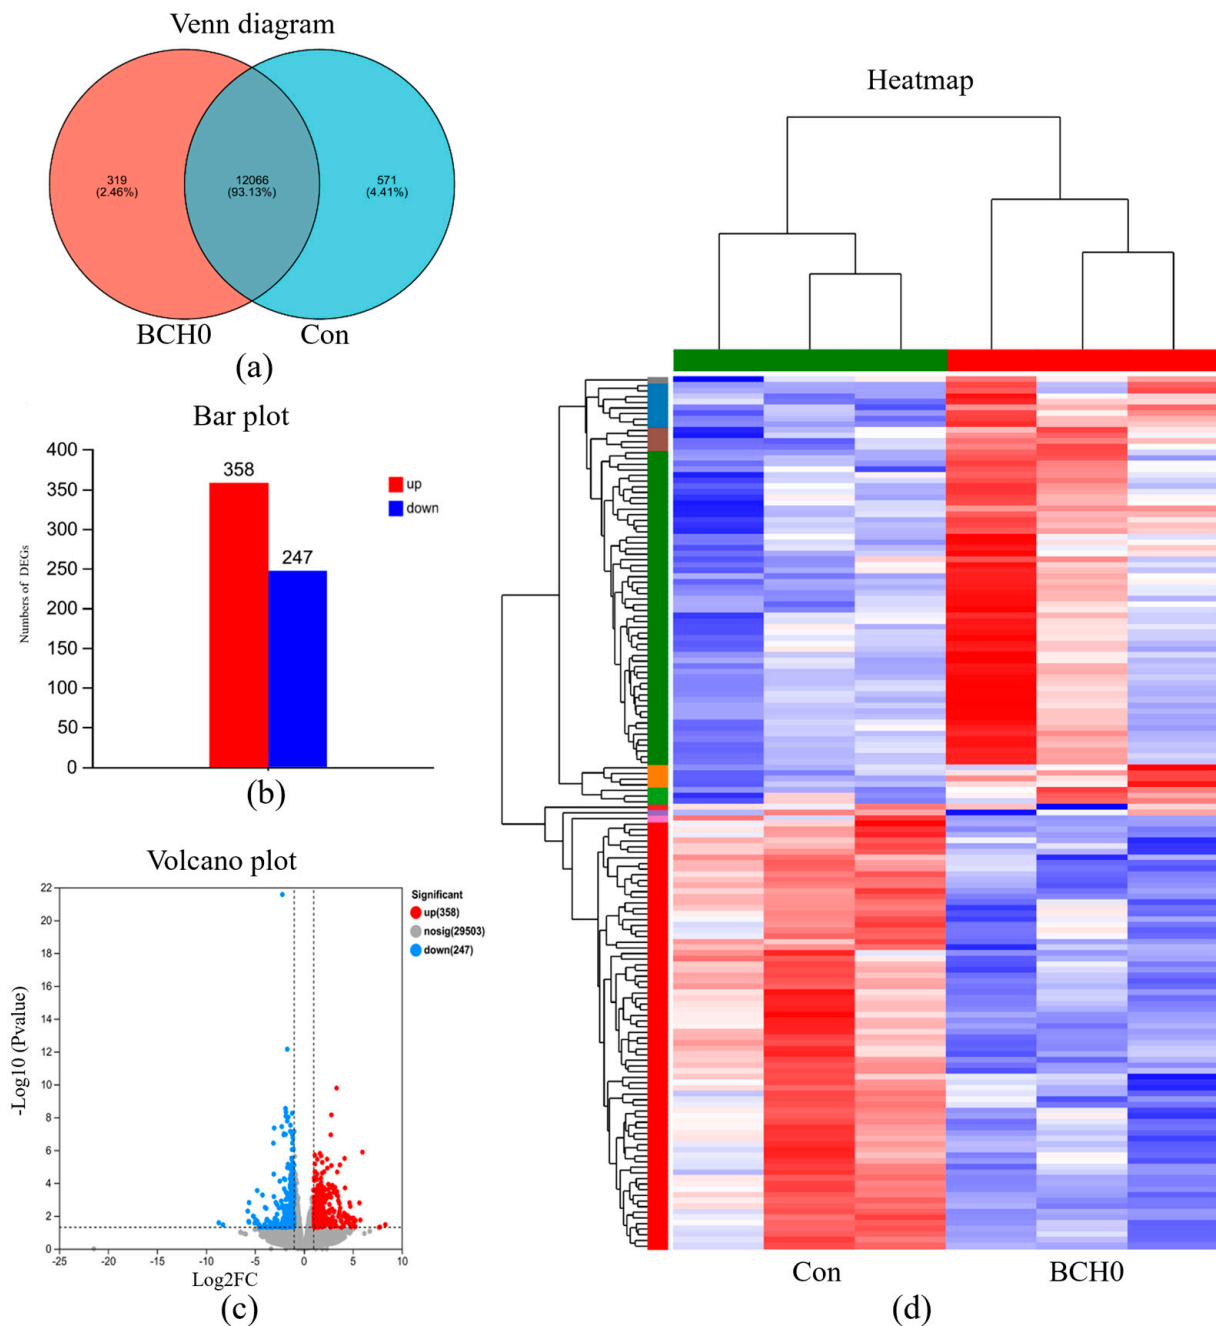 Venn diagram
319
(2.46%)
12066
(93.13%)
571
(4.41%)
BCH0
Con
(a)
Bar plot
400
350
300
250
200
150
100
50
0
Numbers of DEGs
358
247
up
down
(b)
Volcano plot
22
20
18
16
14
12
10
8
6
4
2
0
-Log10 (Pvalue)
-25
-20
-15
-10
-5
0
5
10
Log2FC
Significant
up(358)
nosig(29503)
down(247)
(c)
Heatmap
Con
BCH0
(d)